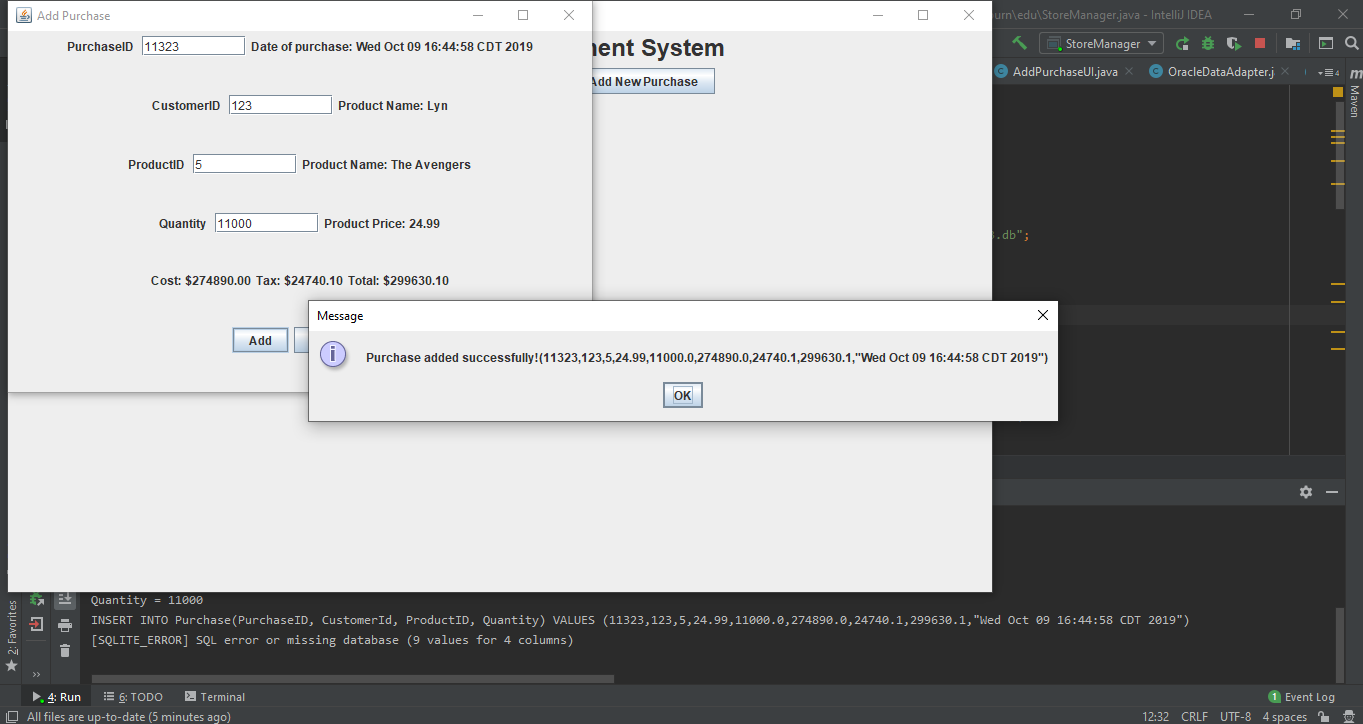 Add Purchase
urn\edu\StoreManager.java - IntelliJ IDEA
PurchaseID 11323 Date of purchase: Wed Oct 09 16:44:58 CDT 2019
ment System
StoreManager
Add New Purchase
AddPurchaseUI.java
OracleDataAdapter.j
4
m
Maven
CustomerID 123 Product Name: Lyn
ProductID 5 Product Name: The Avengers
Quantity 11000 Product Price: 24.99
.db";
Cost: $274890.00 Tax: $24740.10 Total: $299630.10
Message
Add
Purchase added successfully!(11323,123,5,24.99,11000.0,274890.0,24740.1,299630.1,"Wed Oct 09 16:44:58 CDT 2019")
OK
Quantity = 11000
INSERT INTO Purchase(PurchaseID, CustomerId, ProductID, Quantity) VALUES (11323,123,5,24.99,11000.0,274890.0,24740.1,299630.1,"Wed Oct 09 16:44:58 CDT 2019")
[SQLITE_ERROR] SQL error or missing database (9 values for 4 columns)
2: Favorites
4: Run
6: TODO
Terminal
1 Event Log
All files are up-to-date (5 minutes ago)
12:32 CRLF UTF-8 4 spaces